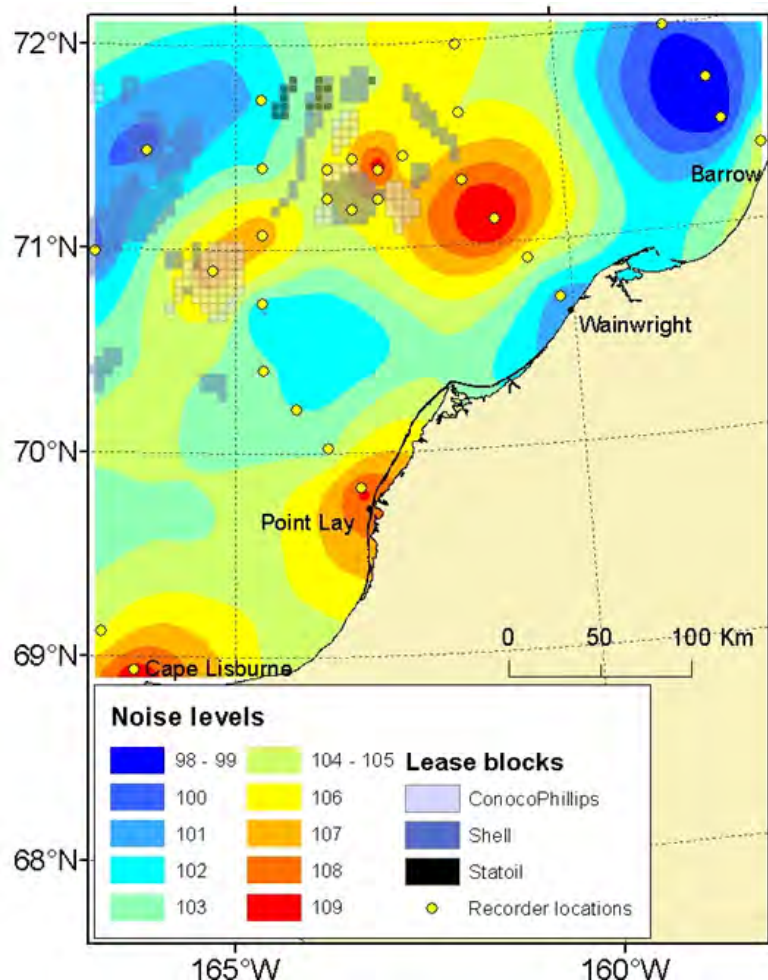 72°N
Barrow
71°N
Wainwright
70°N
Point Lay
0 50 100 Km
69°N
Cape Lisburne
Noise levels
98 - 99
100
101
102
103
104 - 105
106
107
108
109
Lease blocks
ConocoPhillips
Shell
Statoil
Recorder locations
68°N
165°W
160°W